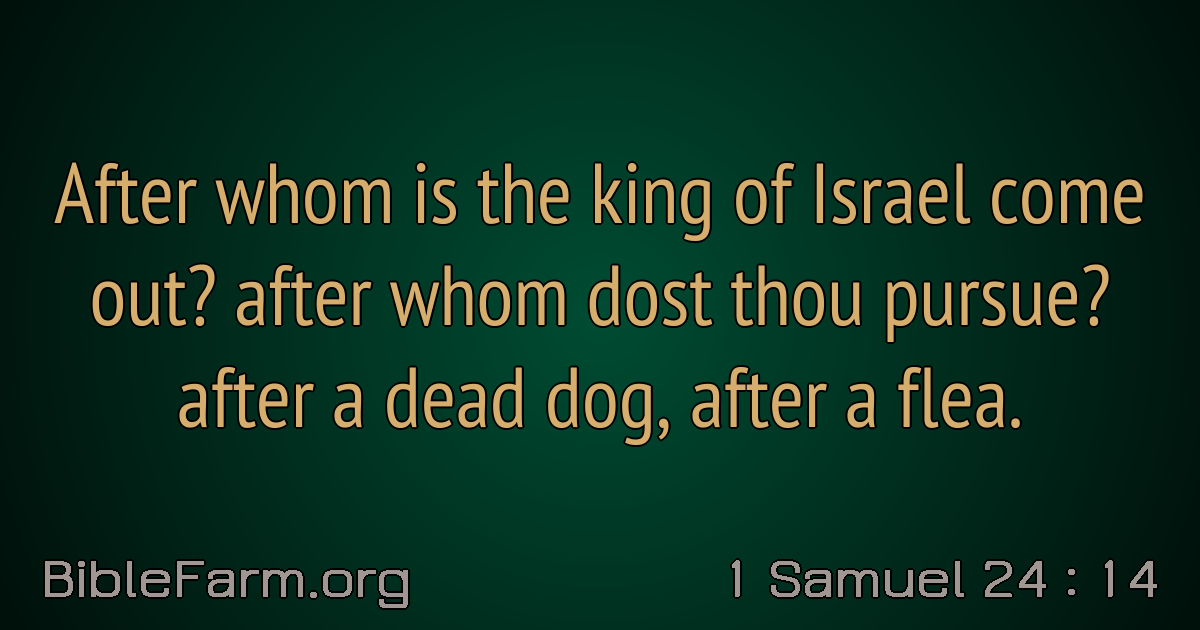 After whom is the king of Israel come
out? after whom dost thou pursue?
after a dead dog, after a flea.
BibleFarm.org
1 Samuel 24 : 14